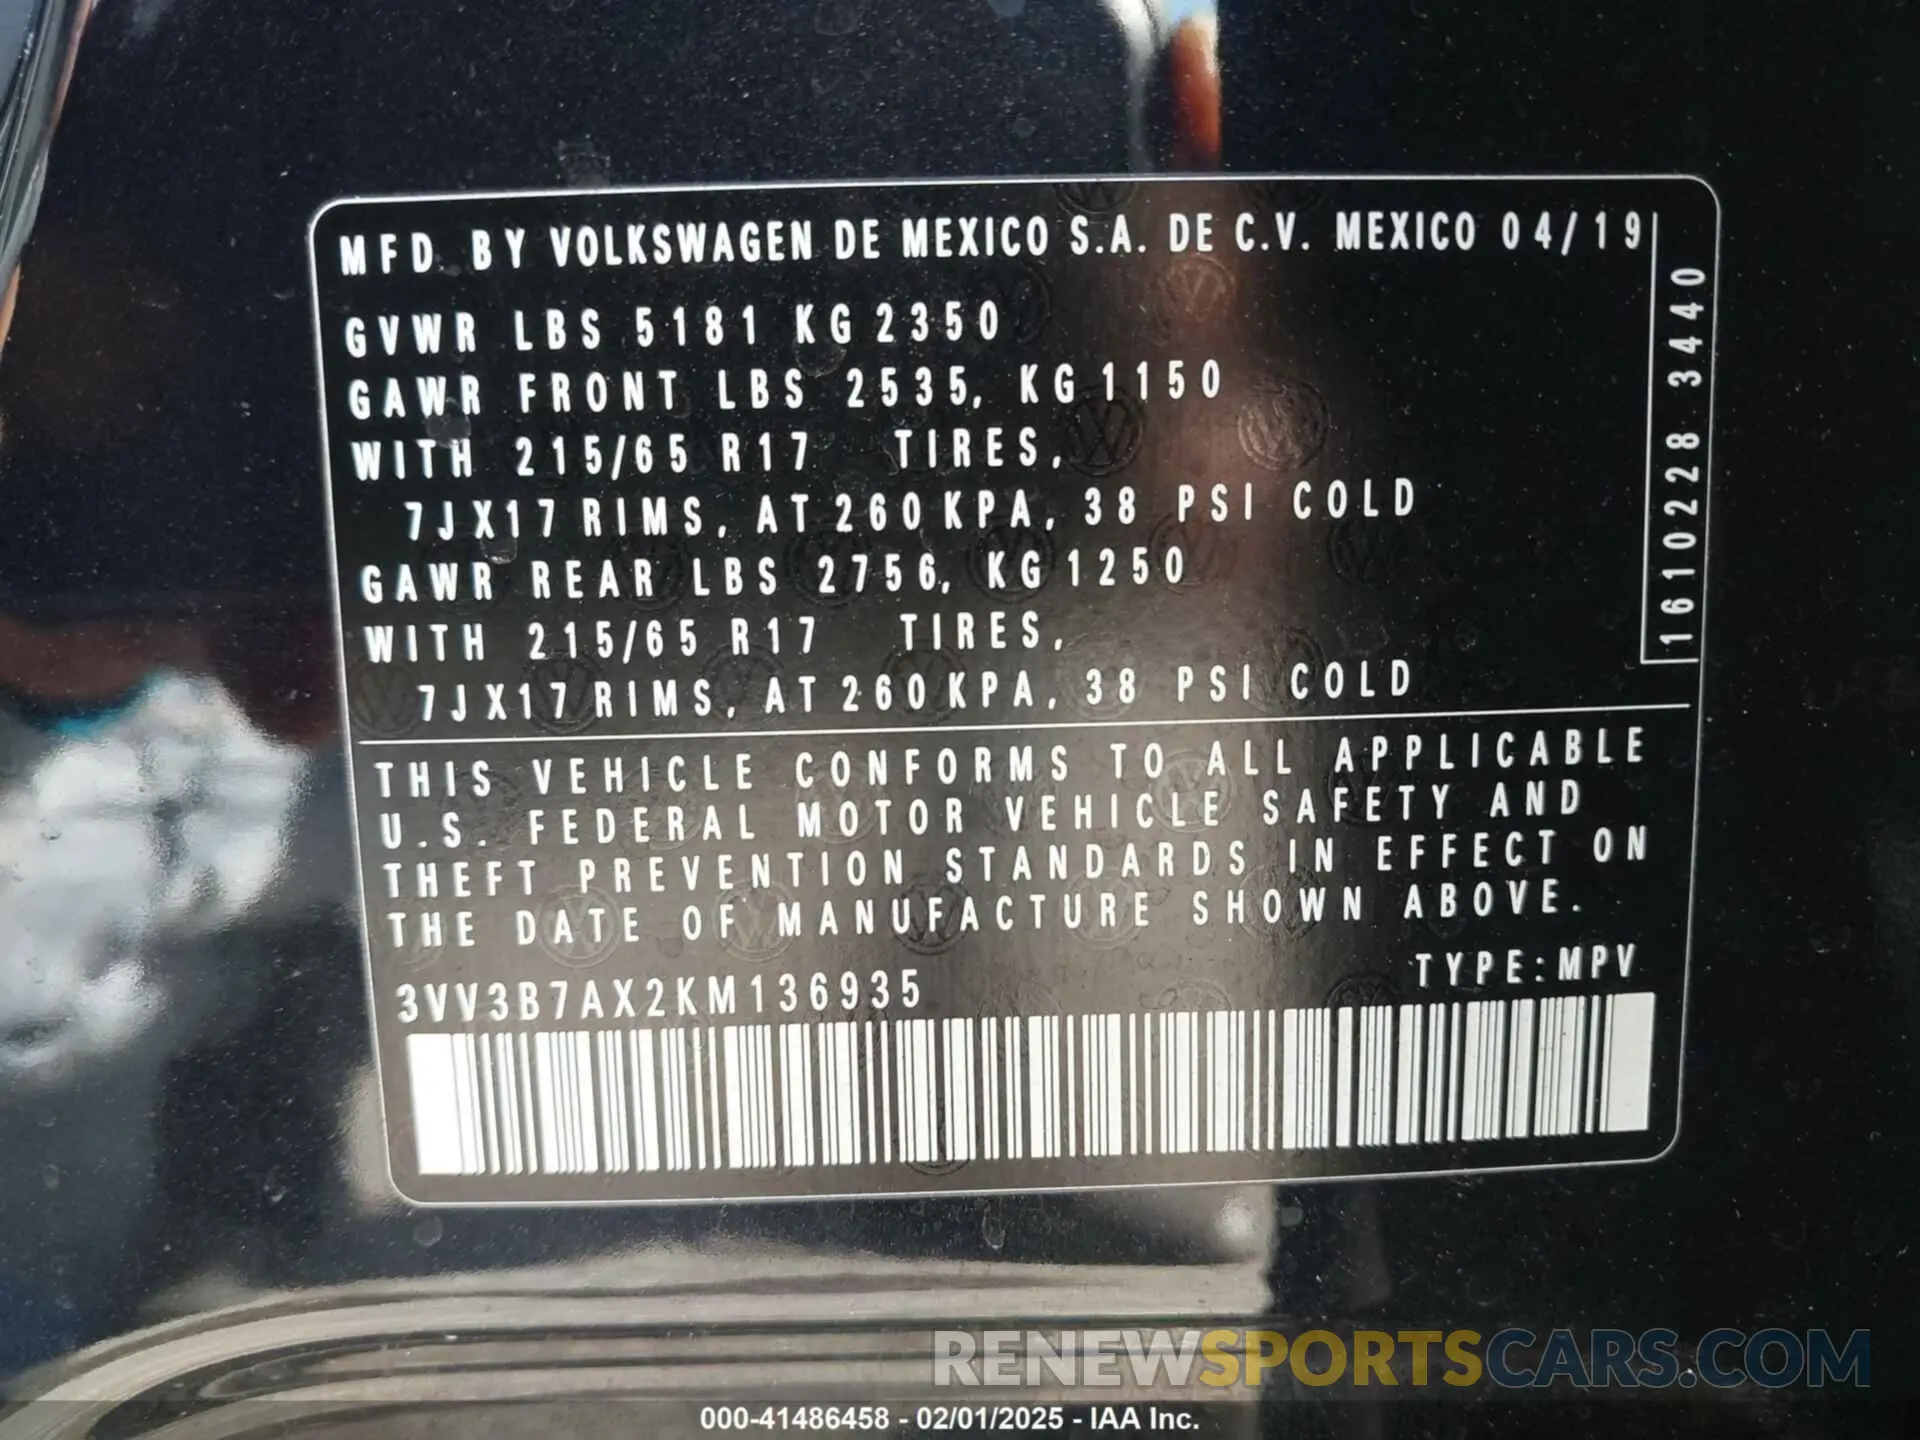 MFD. BY VOLKSWAGEN DE MEXICO S.A. DE C.V. MEXICO 04/19
GVWR LBS 5181 KG 2350
GAWR FRONT LBS 2535, KG 1150
WITH 215/65 R17 TIRES,
7JX17 RIMS, AT 260 KPA, 38 PSI COLD
GAWR REAR LBS 2756, KG 1250
WITH 215/65 R17 TIRES,
7JX17 RIMS, AT 260 KPA, 38 PSI COLD
1610228 3440
THIS VEHICLE CONFORMS TO ALL APPLICABLE
U.S. FEDERAL MOTOR VEHICLE SAFETY AND
THEFT PREVENTION STANDARDS IN EFFECT ON
THE DATE OF MANUFACTURE SHOWN ABOVE.
3VV3B7AX2KM136935
TYPE:MPV
RENEWSPORTSCARS.COM
000-41486458 - 02/01/2025 - IAA Inc.